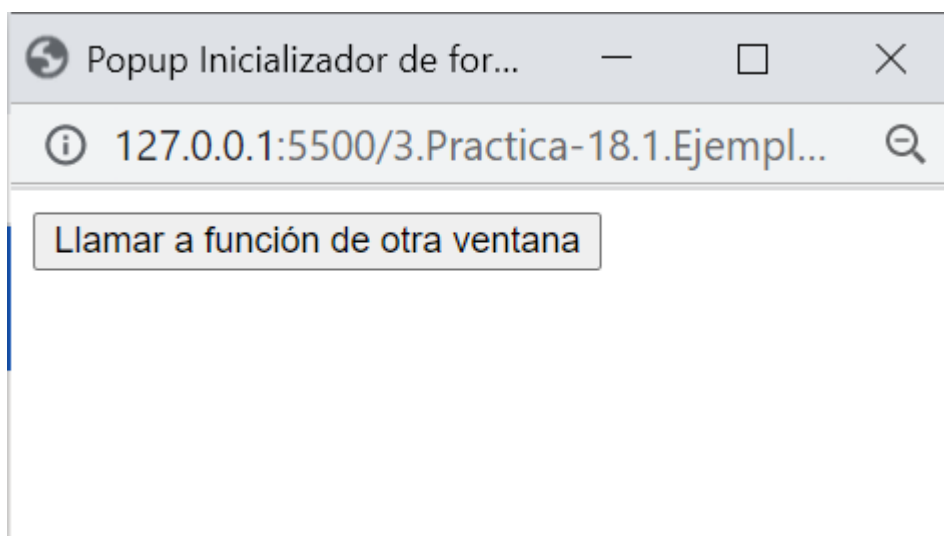 Popup Inicializador de for...
127.0.0.1:5500/3.Practica-18.1.Ejempl...
Llamar a función de otra ventana